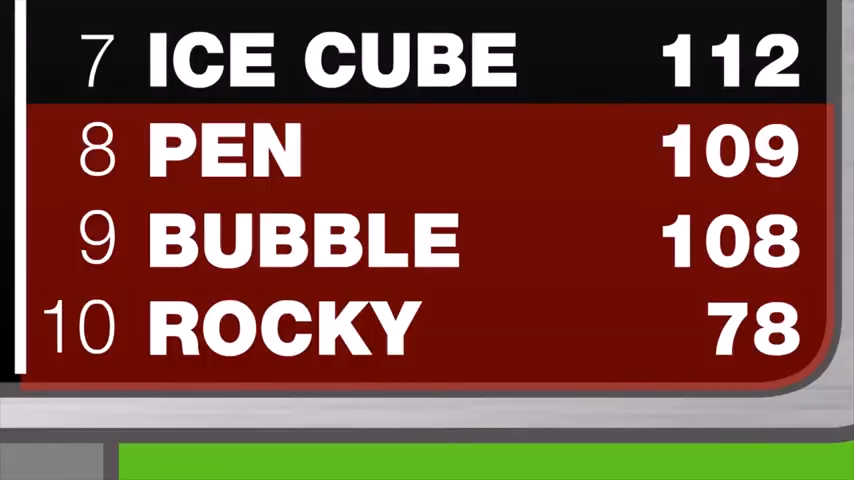 7 ICE CUBE 112
8 PEN 109
9 BUBBLE 108
10 ROCKY 78